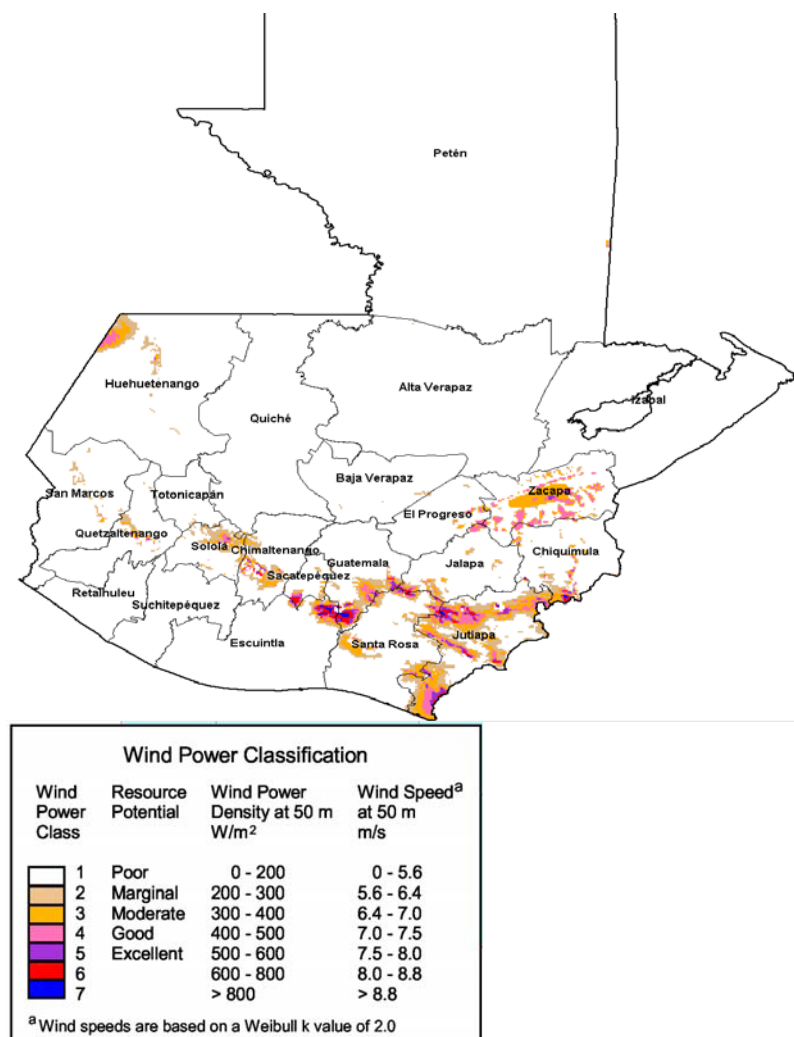 Petén
Huehuetenango
Alta Verapaz
Izabal
Quiché
Baja Verapaz
San Marcos
Totonicapán
Zacapa
El Progreso
Quetzaltenango
Sololá
Chimaltenango
Guatemala
Jalapa
Chiquimula
Sacatepéquez
Retalhuleu
Suchitepéquez
Escuintla
Santa Rosa
Jutiapa
Wind Power Classification
Wind Resource Wind Power Wind Speed a
Power Potential Density at 50 m at 50 m
Class W/m² m/s
1 Poor 0 - 200 0 - 5.6
2 Marginal 200 - 300 5.6 - 6.4
3 Moderate 300 - 400 6.4 - 7.0
4 Good 400 - 500 7.0 - 7.5
5 Excellent 500 - 600 7.5 - 8.0
6 600 - 800 8.0 - 8.8
7 > 800 > 8.8
a Wind speeds are based on a Weibull k value of 2.0